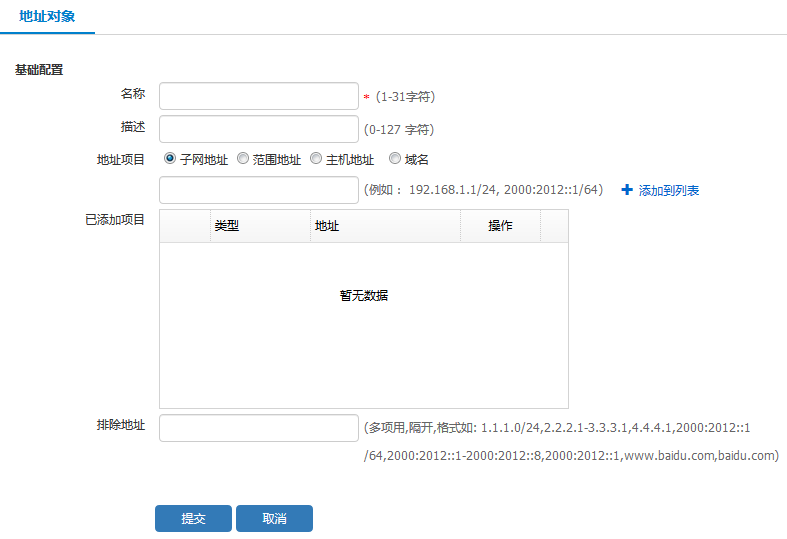 地址对象
基础配置
名称 * (1-31字符)
描述 (0-127 字符)
地址项目 子网地址 范围地址 主机地址 域名
(例如： 192.168.1.1/24, 2000:2012::1/64) 添加到列表
已添加项目 类型 地址 操作
暂无数据
排除地址 (多项用,隔开,格式如: 1.1.1.0/24,2.2.2.1-3.3.3.1,4.4.4.1,2000:2012::1
/64,2000:2012::1-2000:2012::8,2000:2012::1,www.baidu.com,baidu.com)
提交 取消